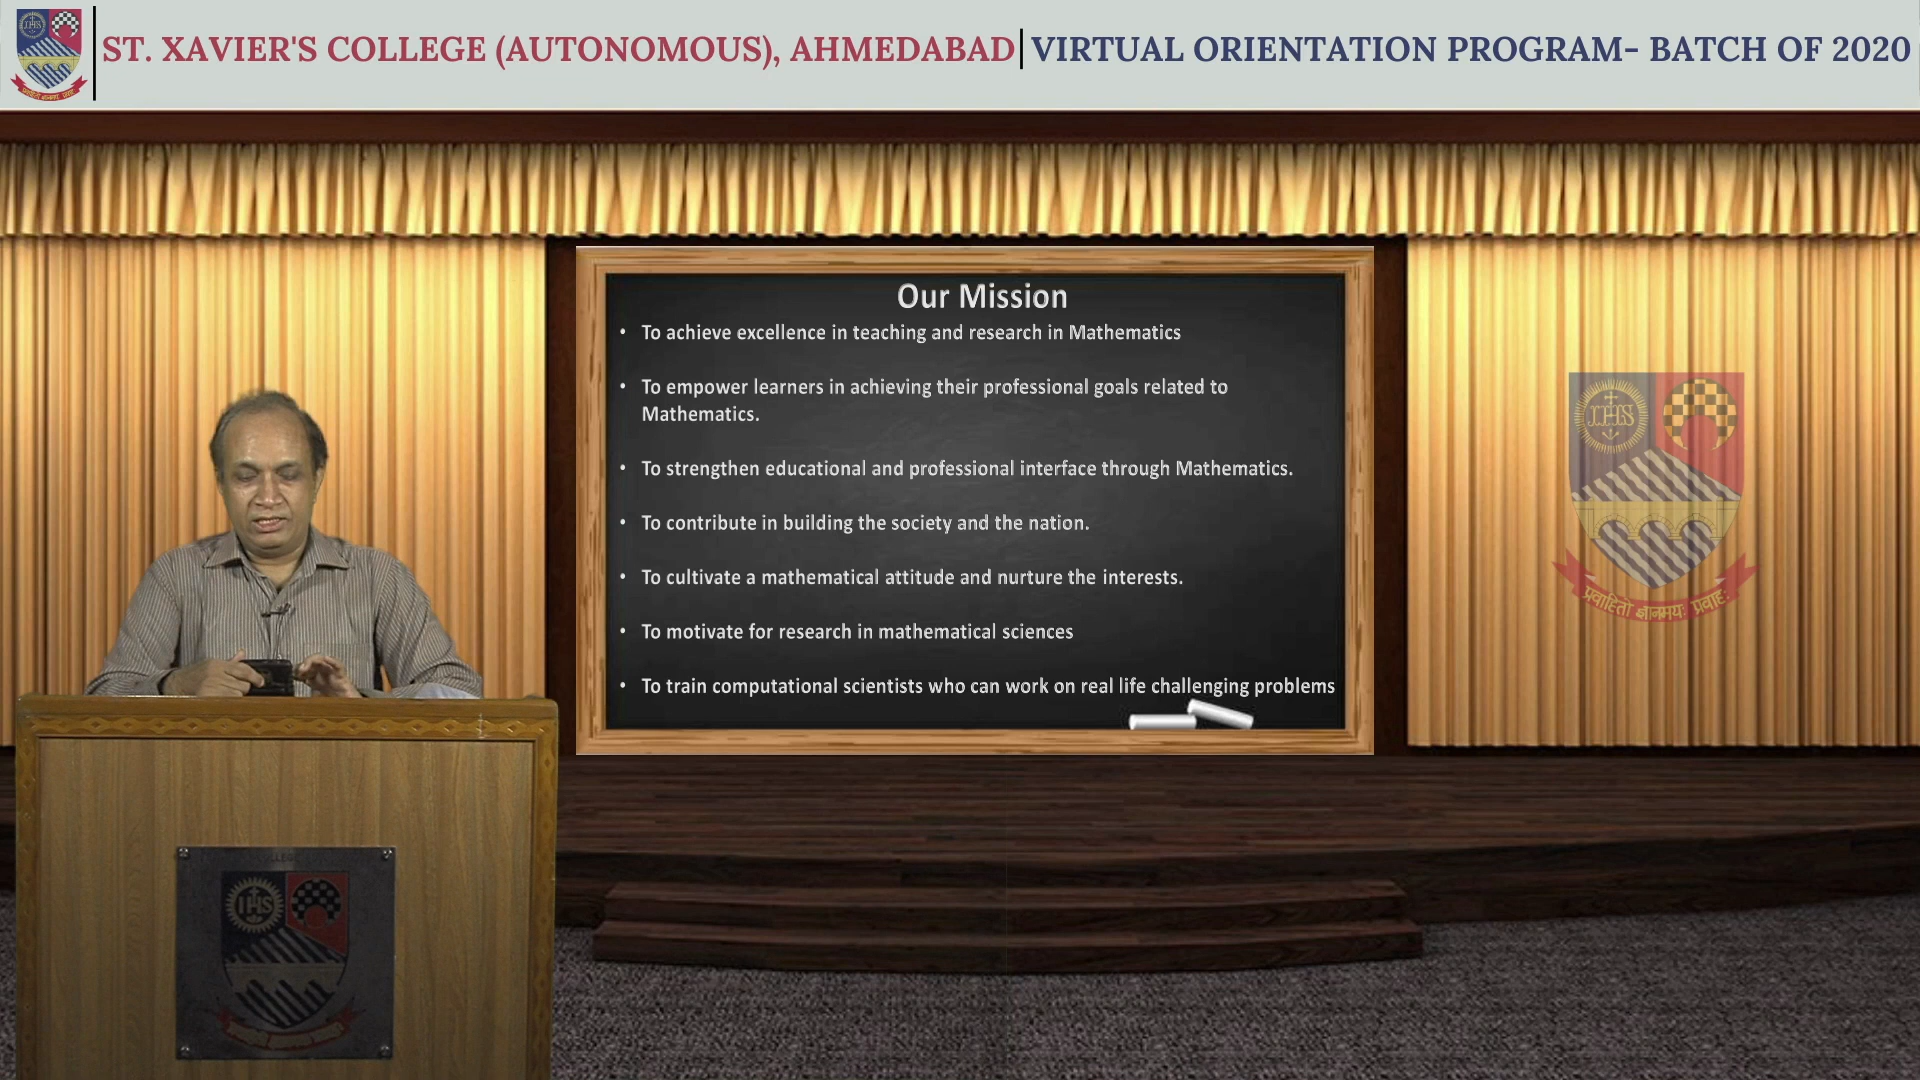 ST. XAVIER'S COLLEGE (AUTONOMOUS), AHMEDABAD VIRTUAL ORIENTATION PROGRAM- BATCH OF 2020
Our Mission
• To achieve excellence in teaching and research in Mathematics
• To empower learners in achieving their professional goals related to
Mathematics.
• To strengthen educational and professional interface through Mathematics.
• To contribute in building the society and the nation.
• To cultivate a mathematical attitude and nurture the interests.
• To motivate for research in mathematical sciences
• To train computational scientists who can work on real life challenging problems
IHS
प्रवाहितो ज्ञानमयः प्रवाहः
COLLEGE
IHS